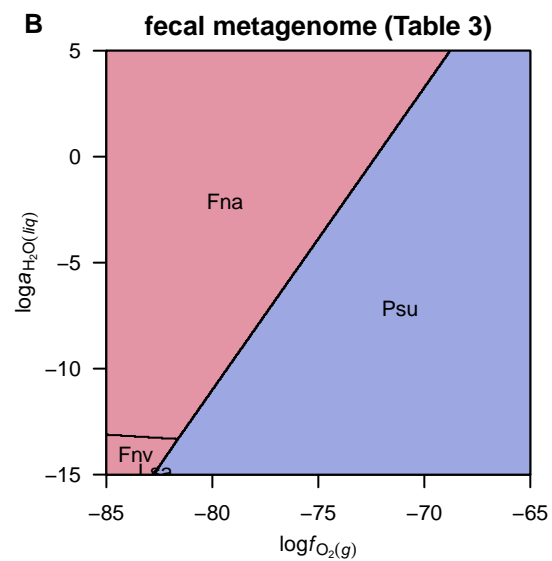 B fecal metagenome (Table 3)
5
0
−5
−10
−15
logaH2O(liq)
Fna
Psu
Fnv
Lsa
−85 −80 −75 −70 −65
logfO2(g)